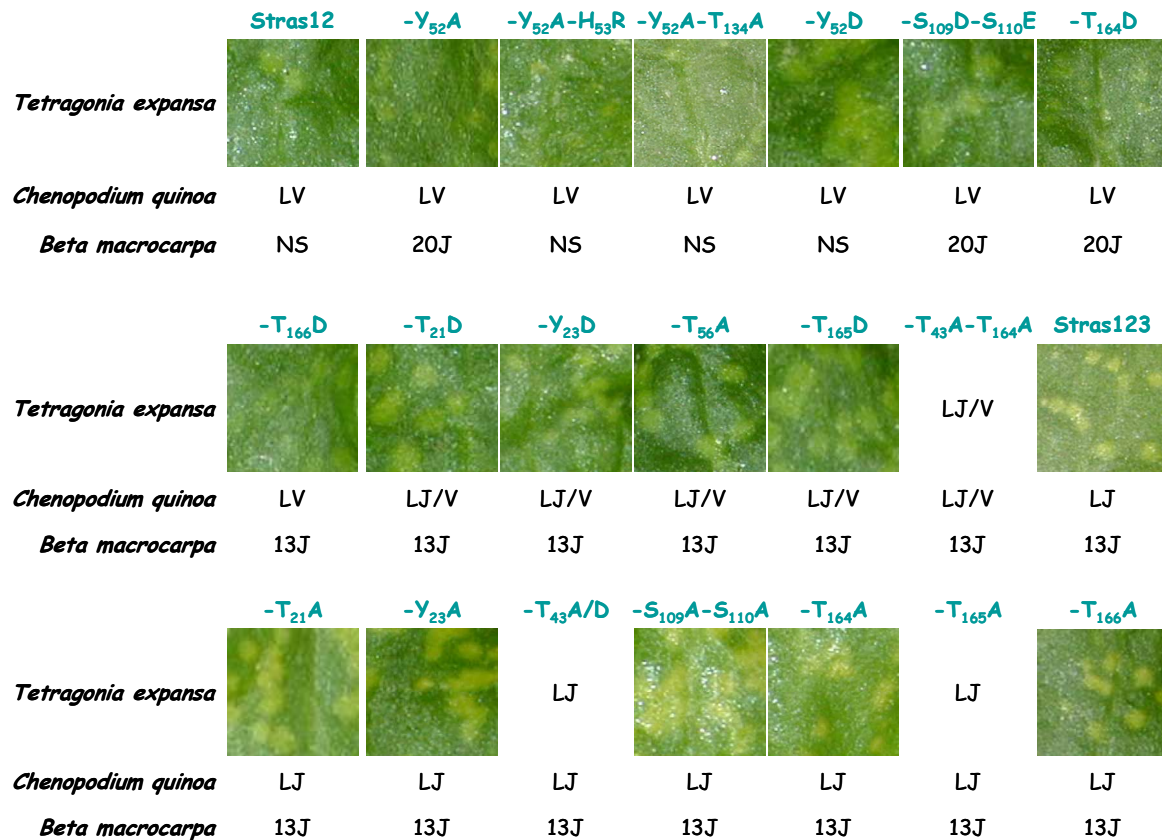 Stras12 -Y₅₂A -Y₅₂A-H₅₃R -Y₅₂A-T₁₃₄A -Y₅₂D -S₁₀₉D-S₁₁₀E -T₁₆₄D
Tetragonia expansa
Chenopodium quinoa LV LV LV LV LV LV LV
Beta macrocarpa NS 20J NS NS NS 20J 20J
-T₁₆₆D -T₂₁D -Y₂₃D -T₅₆A -T₁₆₅D -T₄₃A-T₁₆₄A Stras123
Tetragonia expansa LJ/V
Chenopodium quinoa LV LJ/V LJ/V LJ/V LJ/V LJ/V LJ
Beta macrocarpa 13J 13J 13J 13J 13J 13J 13J
-T₂₁A -Y₂₃A -T₄₃A/D -S₁₀₉A-S₁₁₀A -T₁₆₄A -T₁₆₅A -T₁₆₆A
Tetragonia expansa LJ LJ
Chenopodium quinoa LJ LJ LJ LJ LJ LJ LJ
Beta macrocarpa 13J 13J 13J 13J 13J 13J 13J